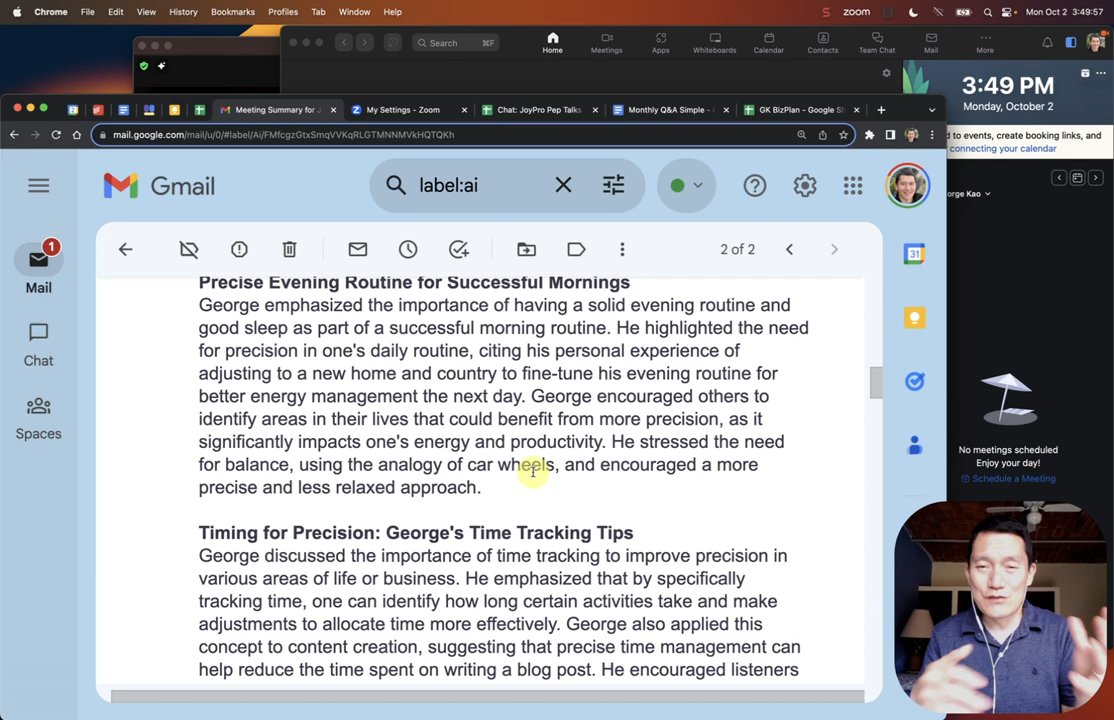 Chrome File Edit View History Bookmarks Profiles Tab Window Help
zoom Mon Oct 2 3:49:57
Search ⌘F
Home Meetings Apps Whiteboards Calendar Contacts Team Chat Mail More
3:49 PM
Monday, October 2
Meeting Summary for J
My Settings - Zoom
Chat: JoyPro Pep Talks
Monthly Q&A Simple -
GK BizPlan - Google Sh
mail.google.com/mail/u/0/#label/Ai/FMfcgzGtxSmqVVKqRLGTMNNMVkHQTQKh
d to events, create booking links, and
connecting your calendar
Gmail
label:ai
orge Kao
1
Mail
Chat
Spaces
2 of 2
31
Precise Evening Routine for Successful Mornings
George emphasized the importance of having a solid evening routine and
good sleep as part of a successful morning routine. He highlighted the need
for precision in one's daily routine, citing his personal experience of
adjusting to a new home and country to fine-tune his evening routine for
better energy management the next day. George encouraged others to
identify areas in their lives that could benefit from more precision, as it
significantly impacts one's energy and productivity. He stressed the need
for balance, using the analogy of car wheels, and encouraged a more
precise and less relaxed approach.
Timing for Precision: George's Time Tracking Tips
George discussed the importance of time tracking to improve precision in
various areas of life or business. He emphasized that by specifically
tracking time, one can identify how long certain activities take and make
adjustments to allocate time more effectively. George also applied this
concept to content creation, suggesting that precise time management can
help reduce the time spent on writing a blog post. He encouraged listeners
No meetings scheduled
Enjoy your day!
Schedule a Meeting